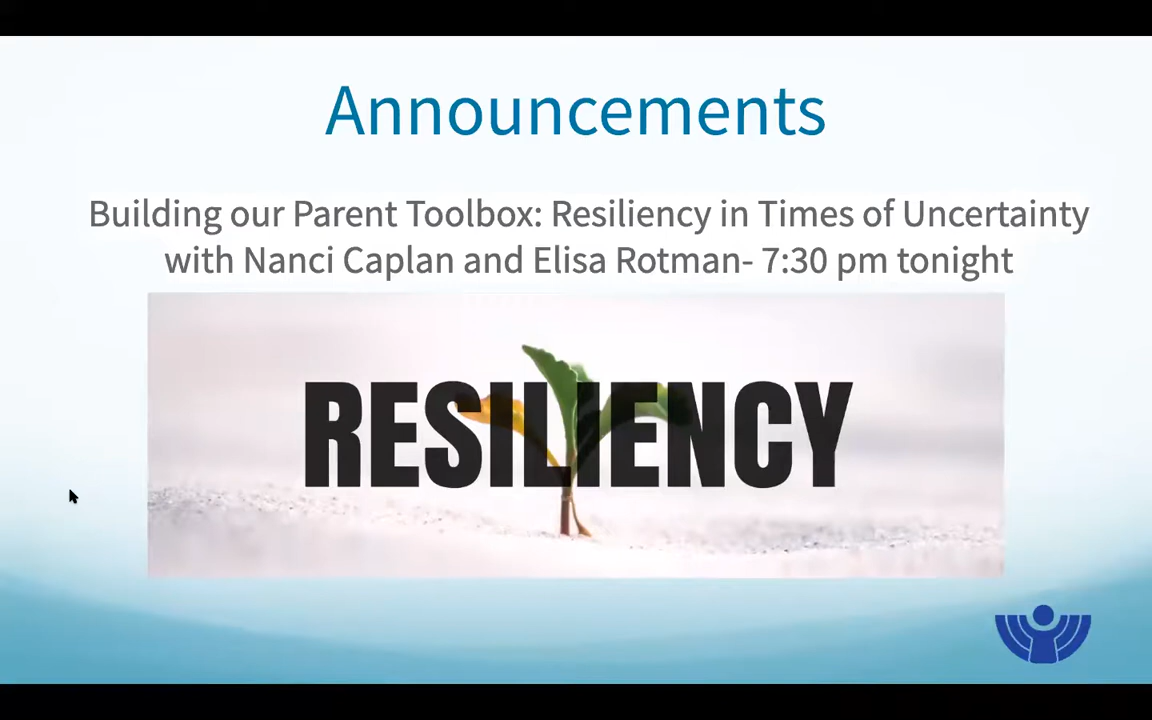 Announcements
Building our Parent Toolbox: Resiliency in Times of Uncertainty
with Nanci Caplan and Elisa Rotman- 7:30 pm tonight
RESILIENCY